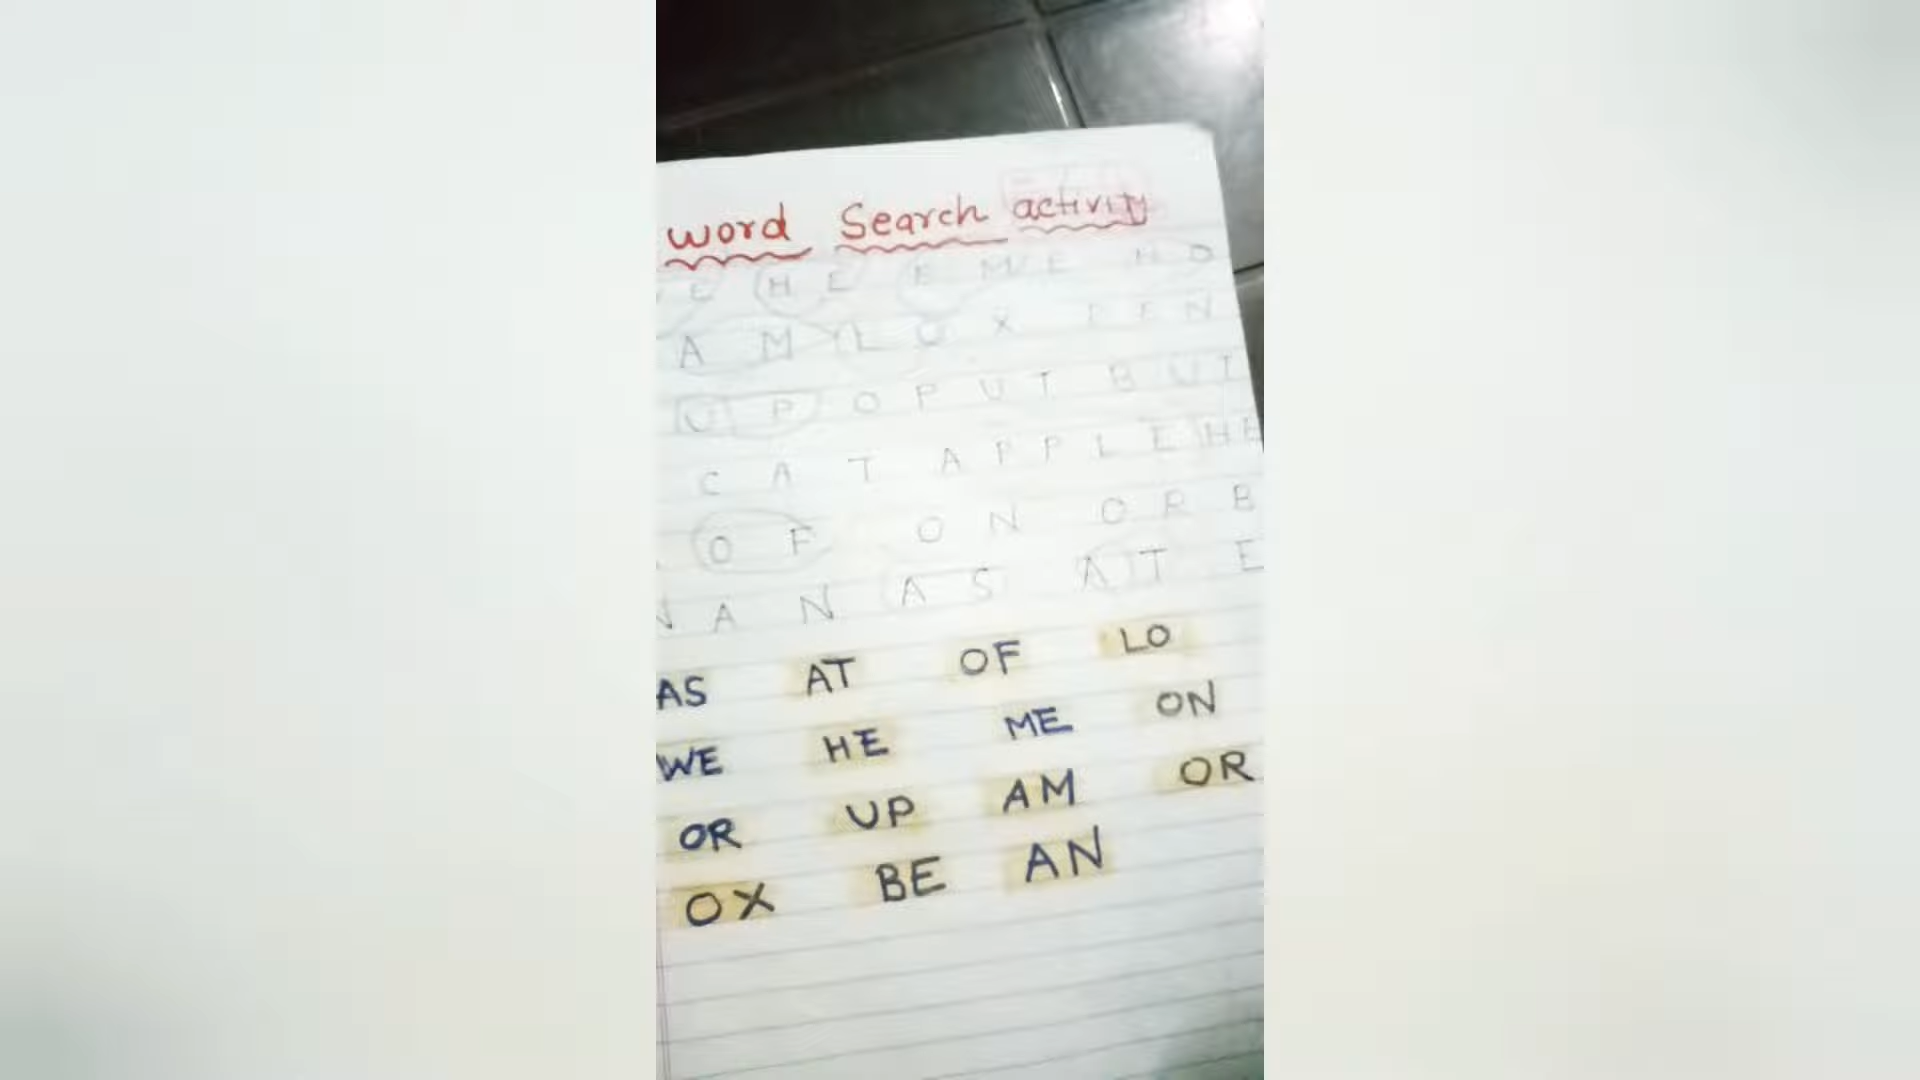 word Search activity
E H E E M E H O
A M L O X P E N
U P O P U T B U T
C A T A P P L E H E
O F O N O R B
N A N A S A T E
AS AT OF LO
WE HE ME ON
OR UP AM OR
OX BE AN